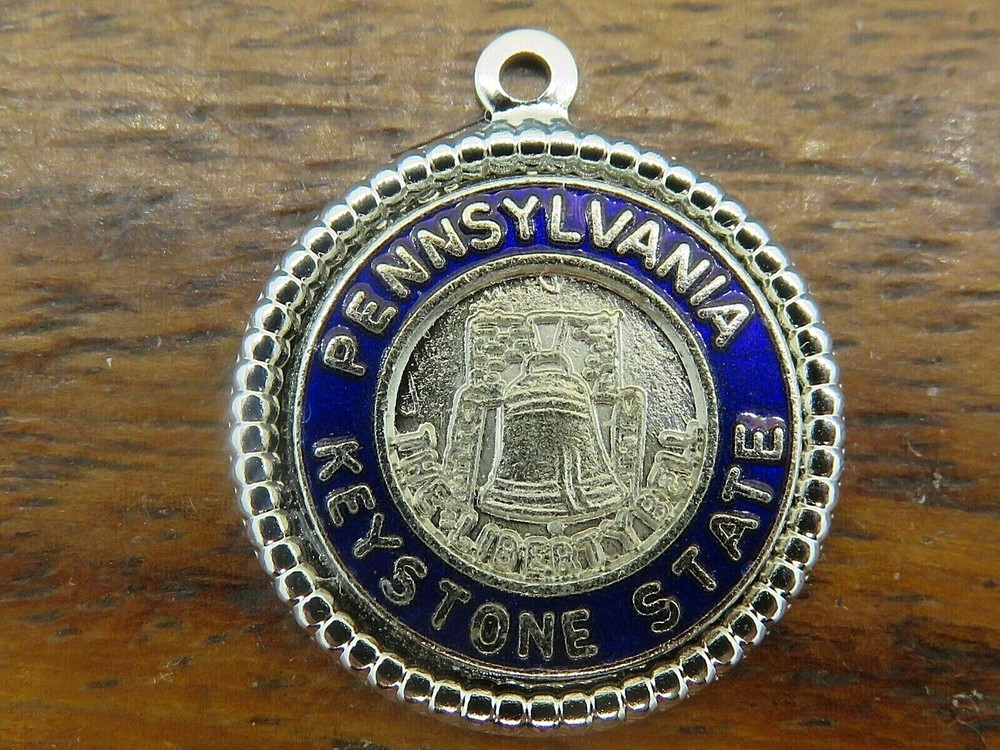 PENNSYLVANIA
KEYSTONE STATE
THE LIBERTY BELL